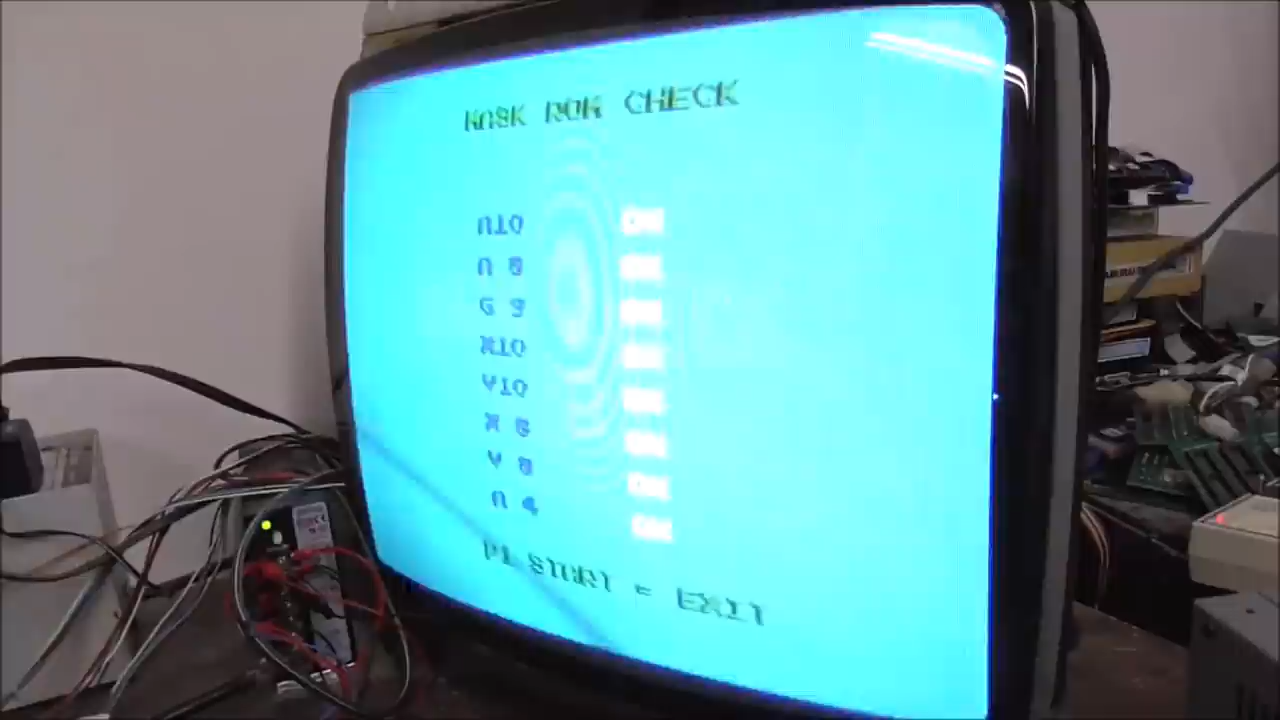 MASK ROM CHECK
U10 OK
U 8 OK
G 9 OK
X10 OK
V10 OK
X 8 OK
V 8 OK
U 4 OK
P1 START = EXIT